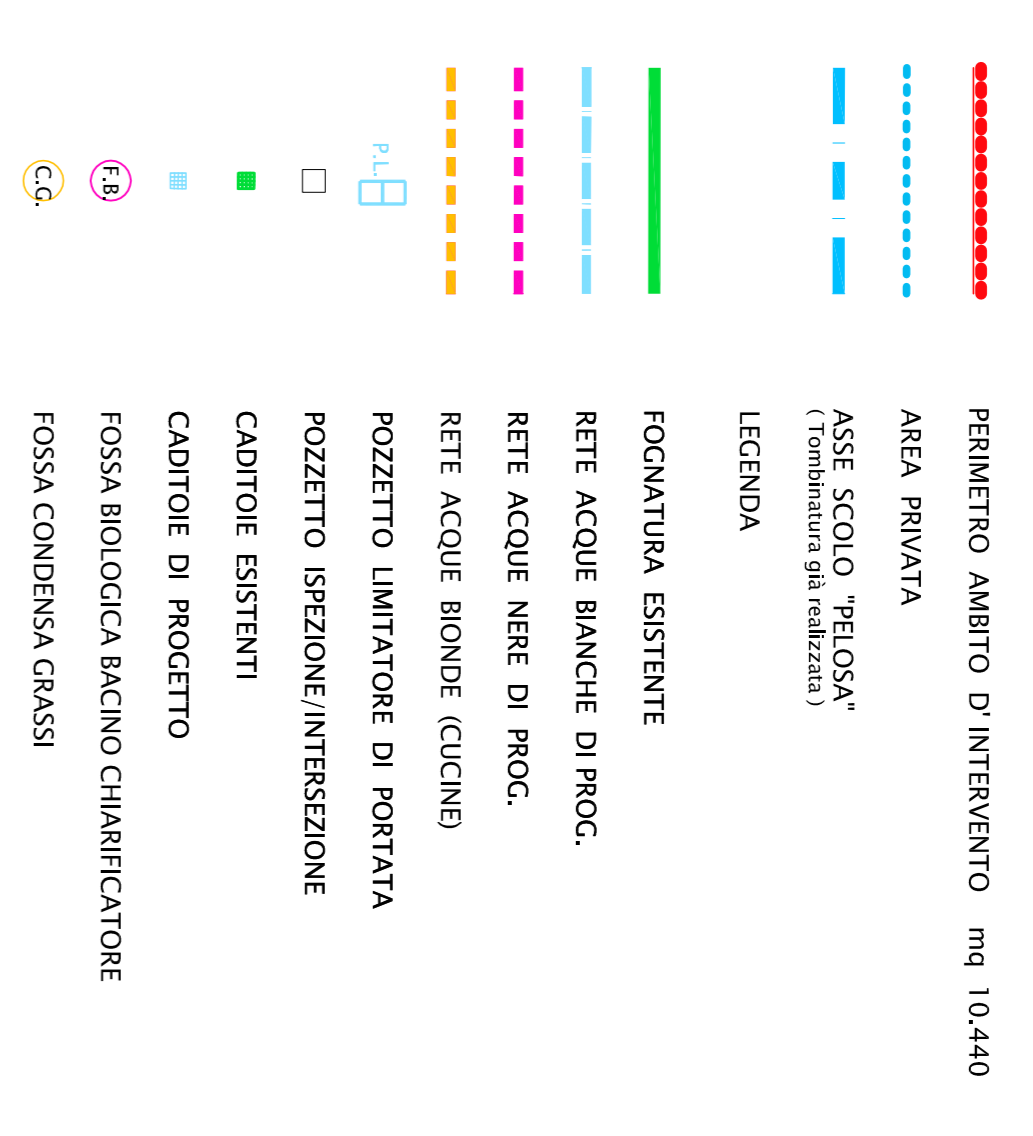 PERIMETRO AMBITO D' INTERVENTO mq 10.440
AREA PRIVATA
ASSE SCOLO "PELOSA"
( Tombinatura già realizzata )
LEGENDA
FOGNATURA ESISTENTE
RETE ACQUE BIANCHE DI PROG.
RETE ACQUE NERE DI PROG.
RETE ACQUE BIONDE (CUCINE)
P.L. POZZETTO LIMITATORE DI PORTATA
POZZETTO ISPEZIONE/INTERSEZIONE
CADITOIE ESISTENTI
CADITOIE DI PROGETTO
F.B. FOSSA BIOLOGICA BACINO CHIARIFICATORE
C.G. FOSSA CONDENSA GRASSI